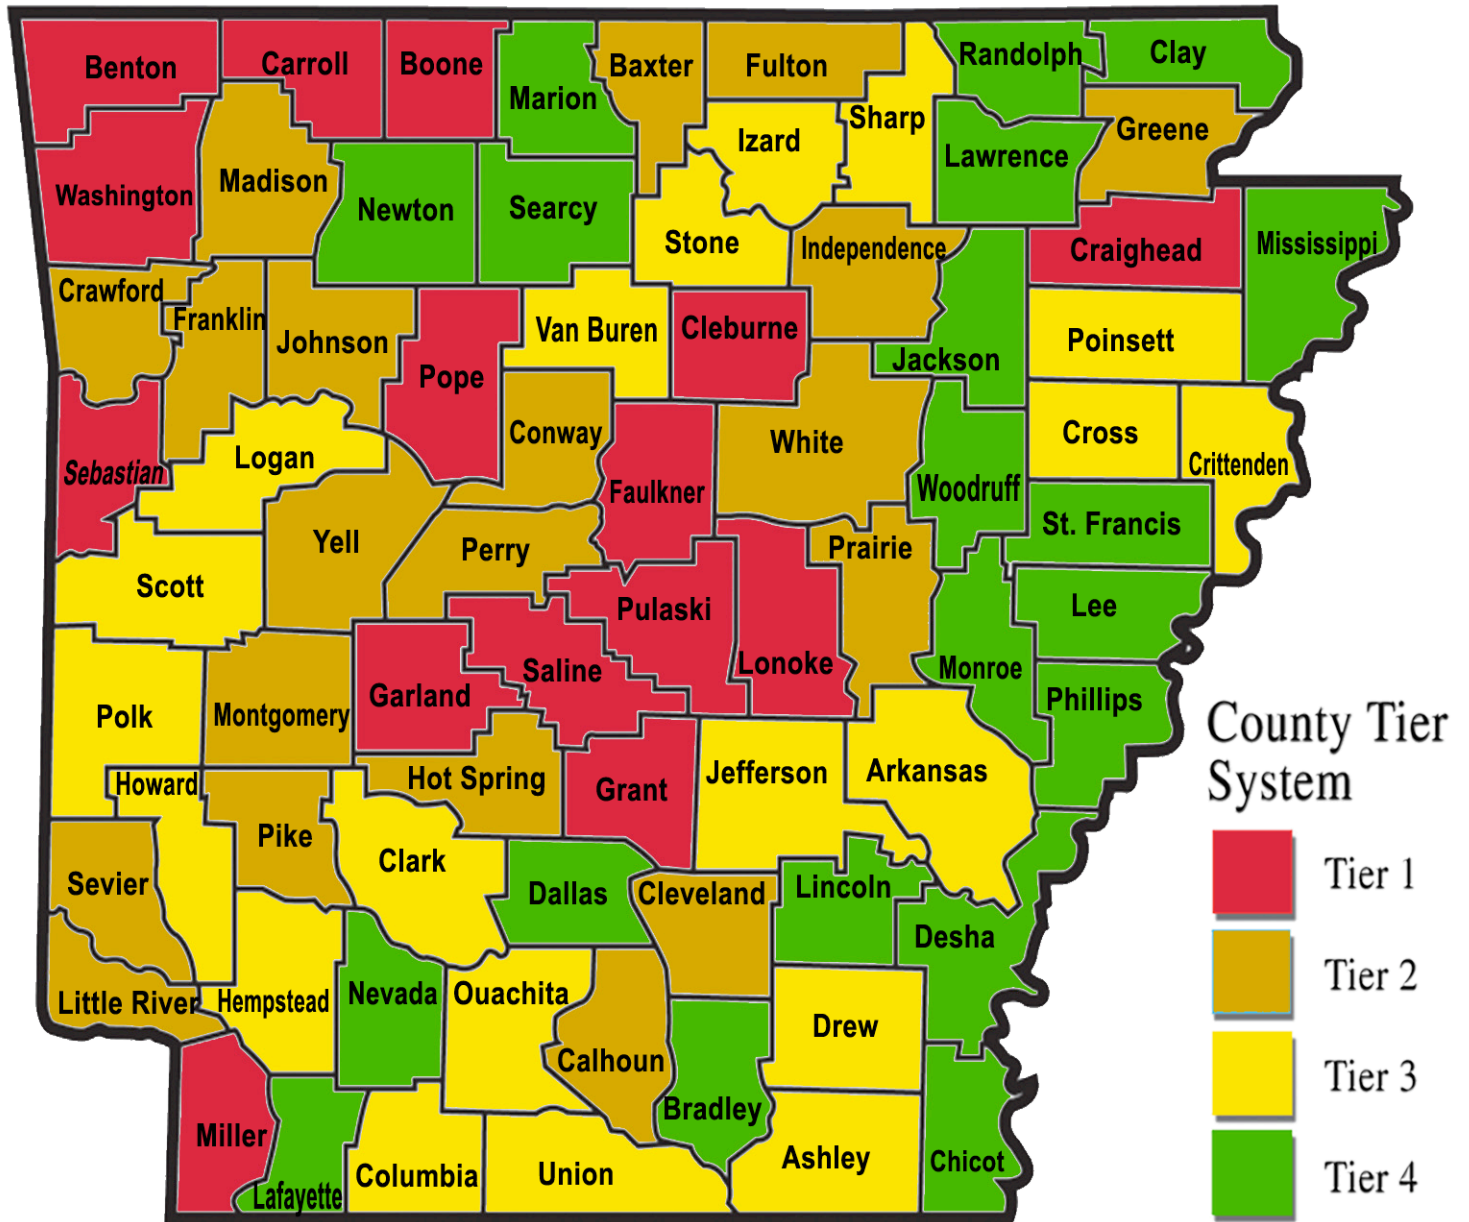 Benton
Carroll
Boone
Marion
Baxter
Fulton
Sharp
Randolph
Clay
Izard
Greene
Lawrence
Washington
Madison
Newton
Searcy
Stone
Independence
Craighead
Mississippi
Crawford
Franklin
Johnson
Pope
Van Buren
Cleburne
Jackson
Poinsett
Sebastian
Logan
Conway
Faulkner
White
Woodruff
Cross
Crittenden
Scott
Yell
Perry
Pulaski
Prairie
St. Francis
Lee
Polk
Montgomery
Garland
Saline
Lonoke
Monroe
Phillips
Howard
Pike
Hot Spring
Grant
Jefferson
Arkansas
Sevier
Clark
Dallas
Cleveland
Lincoln
Desha
Little River
Hempstead
Nevada
Ouachita
Calhoun
Bradley
Drew
Miller
Lafayette
Columbia
Union
Ashley
Chicot
County Tier
System
Tier 1
Tier 2
Tier 3
Tier 4